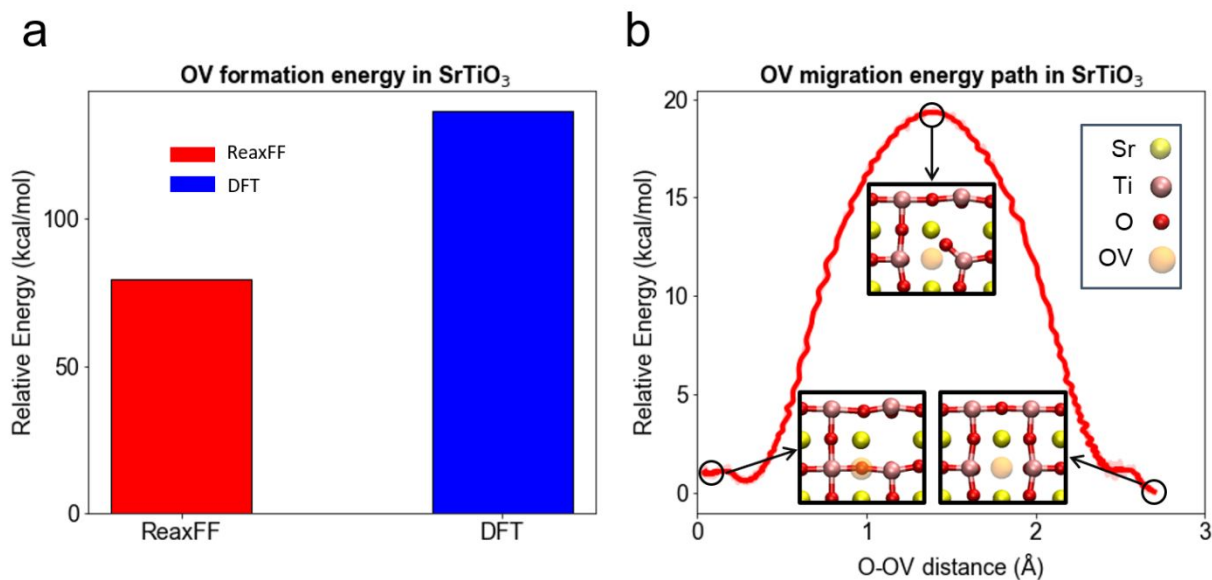 a
OV formation energy in SrTiO₃
Relative Energy (kcal/mol)
100
50
0
ReaxFF
DFT
ReaxFF
DFT
b
OV migration energy path in SrTiO₃
Relative Energy (kcal/mol)
20
15
10
5
0
Sr
Ti
O
OV
0
1
2
3
O-OV distance (Å)